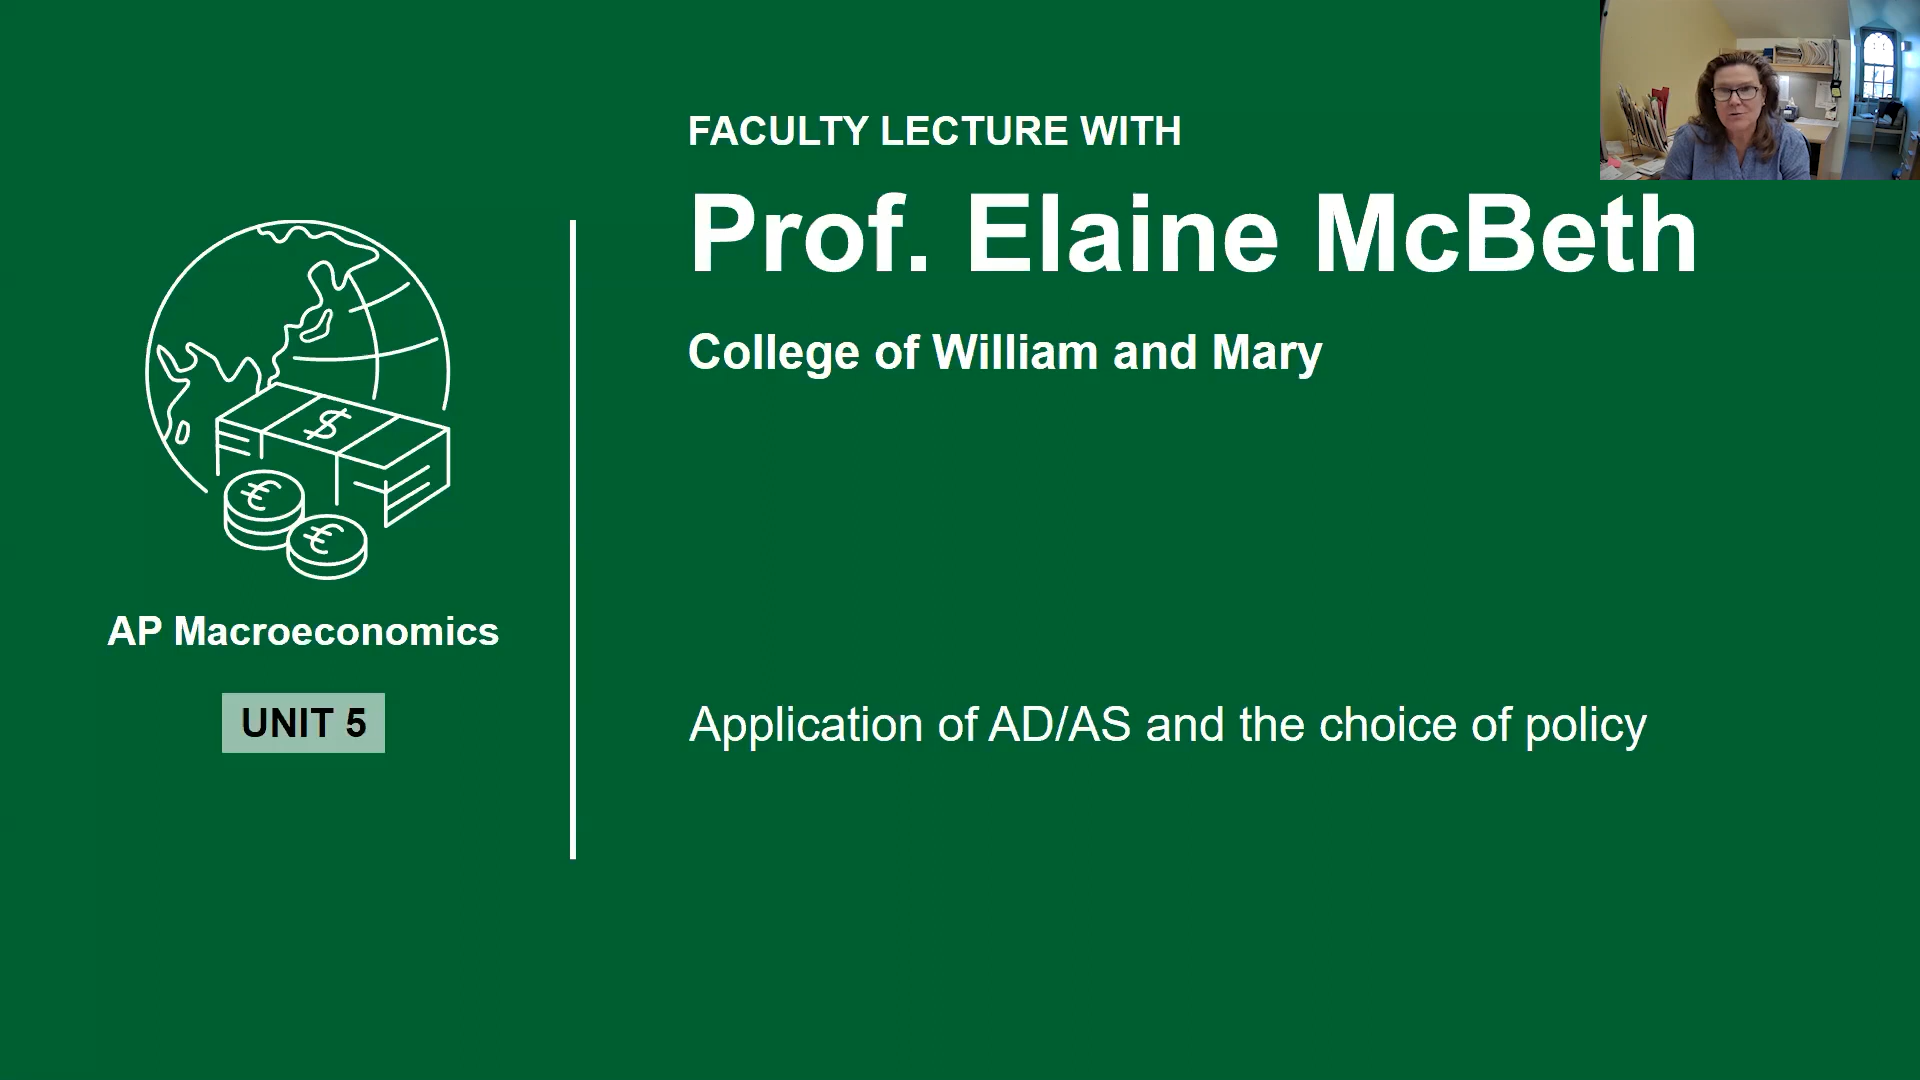 FACULTY LECTURE WITH
Prof. Elaine McBeth
College of William and Mary
$
€
€
AP Macroeconomics
UNIT 5
Application of AD/AS and the choice of policy